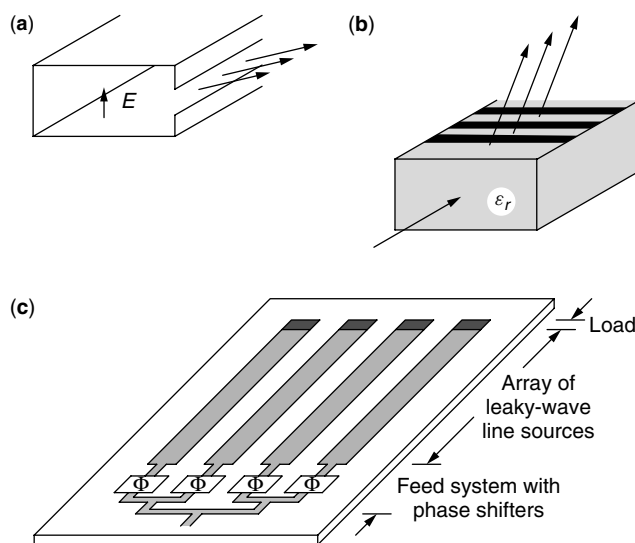 (a)
E
(b)
εr
(c)
Load
Array of
leaky-wave
line sources
Φ Φ Φ Φ
Feed system with
phase shifters